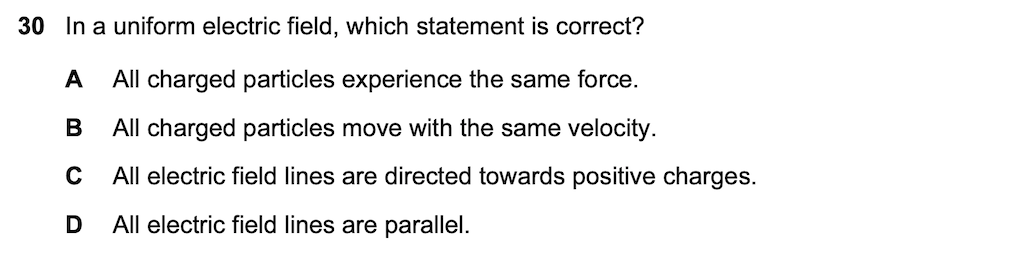 30 In a uniform electric field, which statement is correct?
A All charged particles experience the same force.
B All charged particles move with the same velocity.
C All electric field lines are directed towards positive charges.
D All electric field lines are parallel.